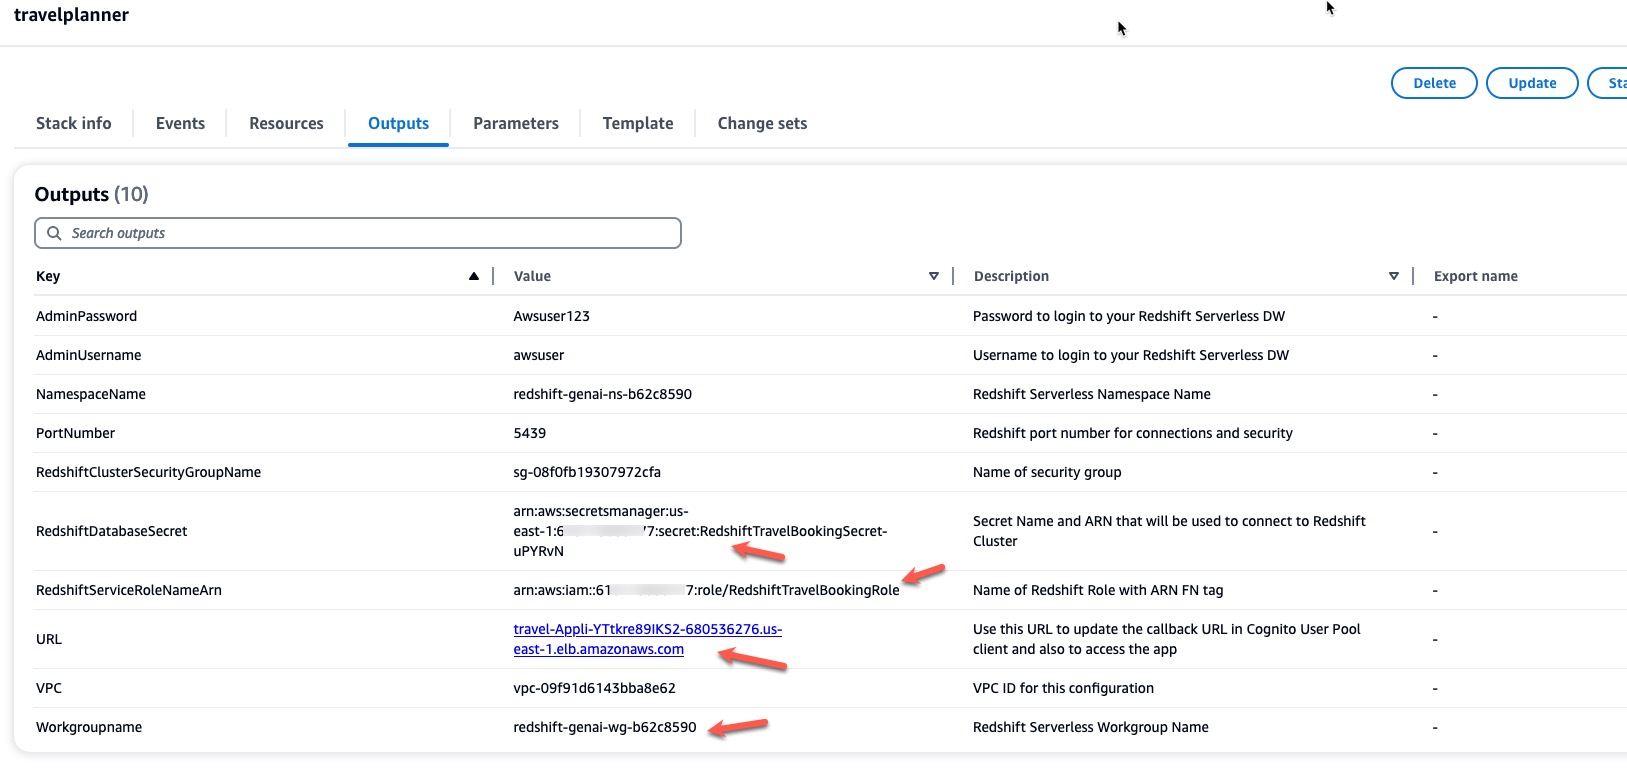 travelplanner
Delete Update
Stack info Events Resources Outputs Parameters Template Change sets
Outputs (10)
Search outputs
Key Value Description Export name
AdminPassword Awsuser123 Password to login to your Redshift Serverless DW -
AdminUsername awsuser Username to login to your Redshift Serverless DW -
NamespaceName redshift-genai-ns-b62c8590 Redshift Serverless Namespace Name -
PortNumber 5439 Redshift port number for connections and security -
RedshiftClusterSecurityGroupName sg-08f0fb19307972cfa Name of security group -
RedshiftDatabaseSecret
arn:aws:secretsmanager:us-
east-1:6 7:secret:RedshiftTravelBookingSecret-
uPYRvN
Secret Name and ARN that will be used to connect to Redshift
Cluster
-
RedshiftServiceRoleNameArn arn:aws:iam::61 7:role/RedshiftTravelBookingRole Name of Redshift Role with ARN FN tag -
URL
travel-Appli-YTtkre89IKS2-680536276.us-
east-1.elb.amazonaws.com
Use this URL to update the callback URL in Cognito User Pool
client and also to access the app
-
VPC vpc-09f91d6143bba8e62 VPC ID for this configuration -
Workgroupname redshift-genai-wg-b62c8590 Redshift Serverless Workgroup Name -